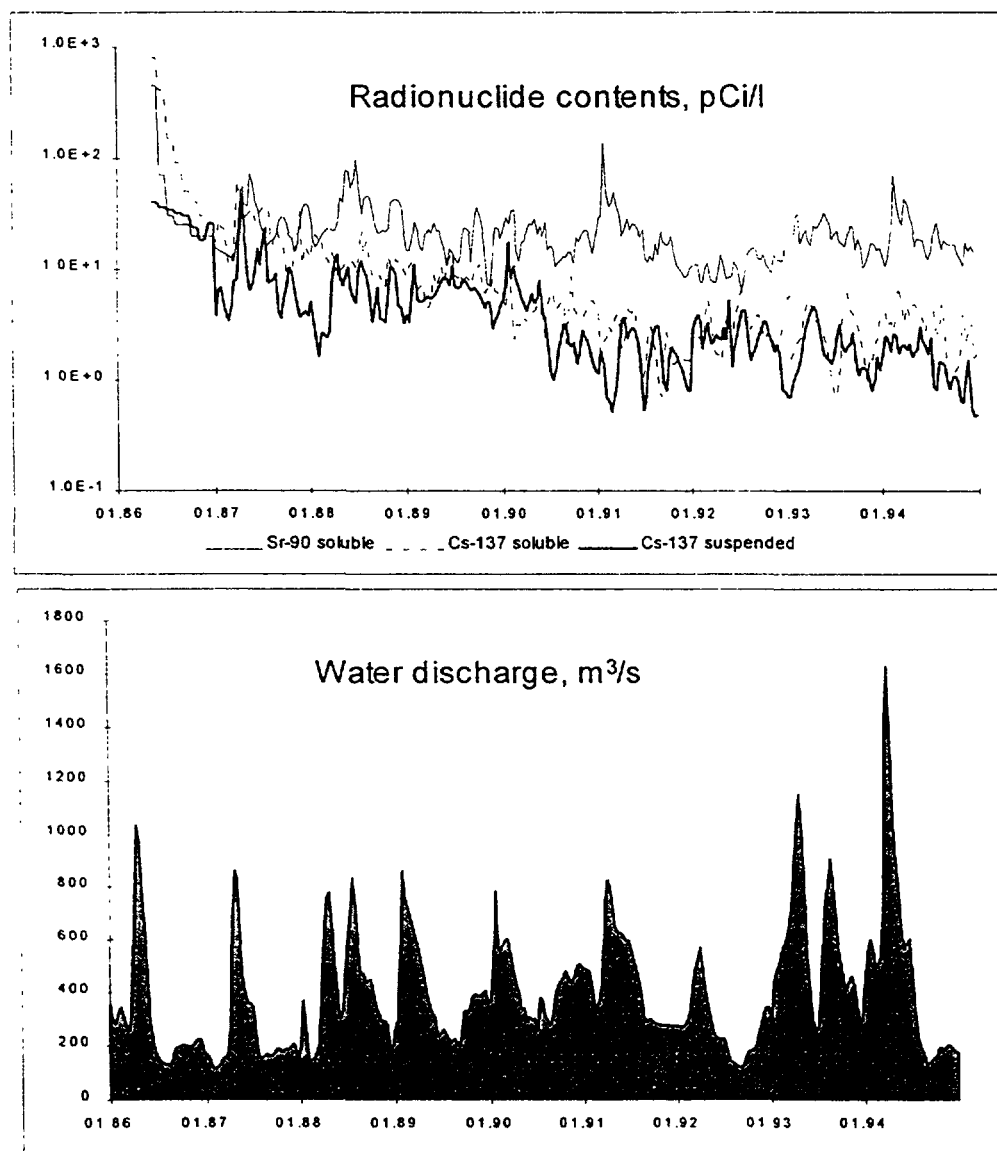 1.0E+3
Radionuclide contents, pCi/l
1.0E+2
1.0E+1
1.0E+0
1.0E-1
01.86 01.87 01.88 01.89 01.90 01.91 01.92 01.93 01.94
Sr-90 soluble Cs-137 soluble Cs-137 suspended
1800
Water discharge, m³/s
1600
1400
1200
1000
800
600
400
200
0
01.86 01.87 01.88 01.89 01.90 01.91 01.92 01.93 01.94